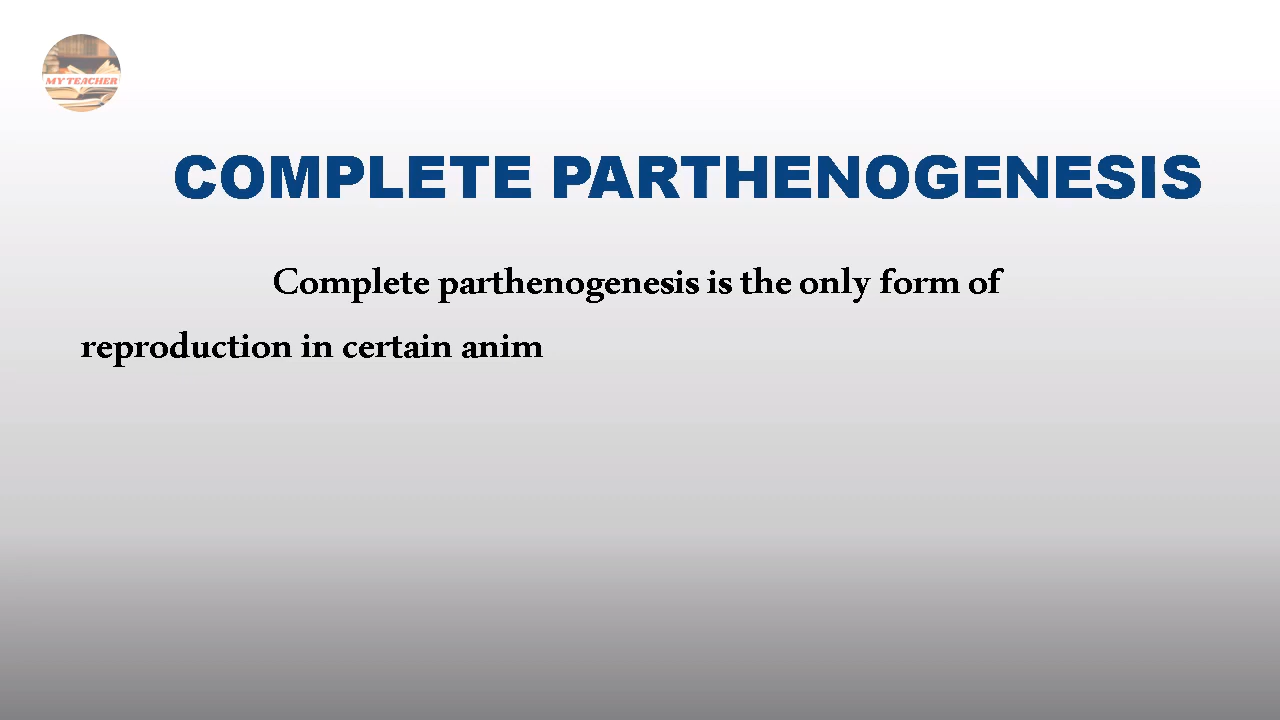 MY TEACHER
COMPLETE PARTHENOGENESIS
Complete parthenogenesis is the only form of
reproduction in certain anim